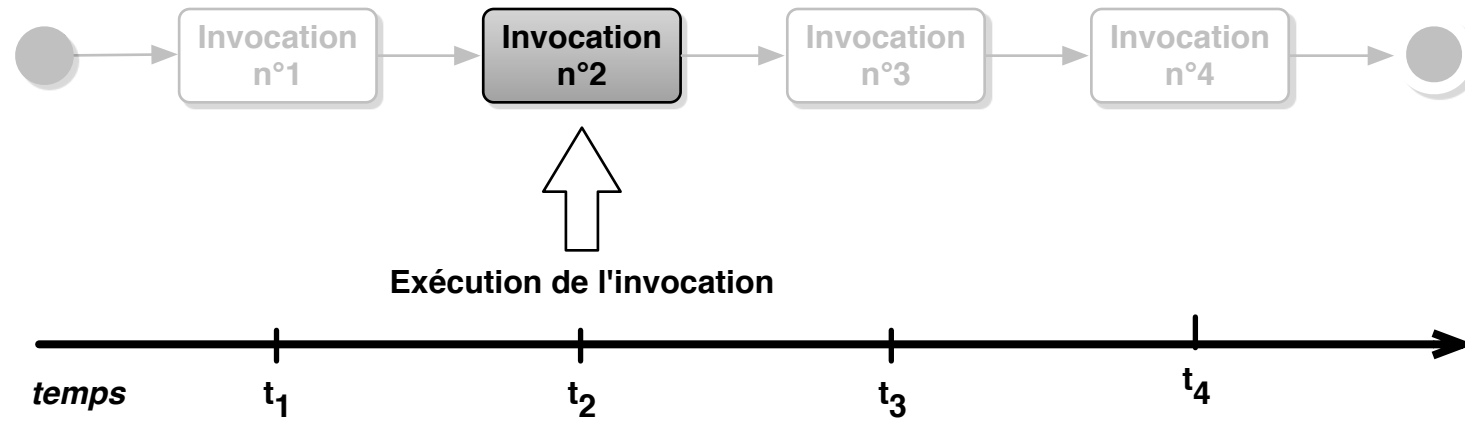 Invocation
n°1
Invocation
n°2
Invocation
n°3
Invocation
n°4
Exécution de l'invocation
temps
t1
t2
t3
t4